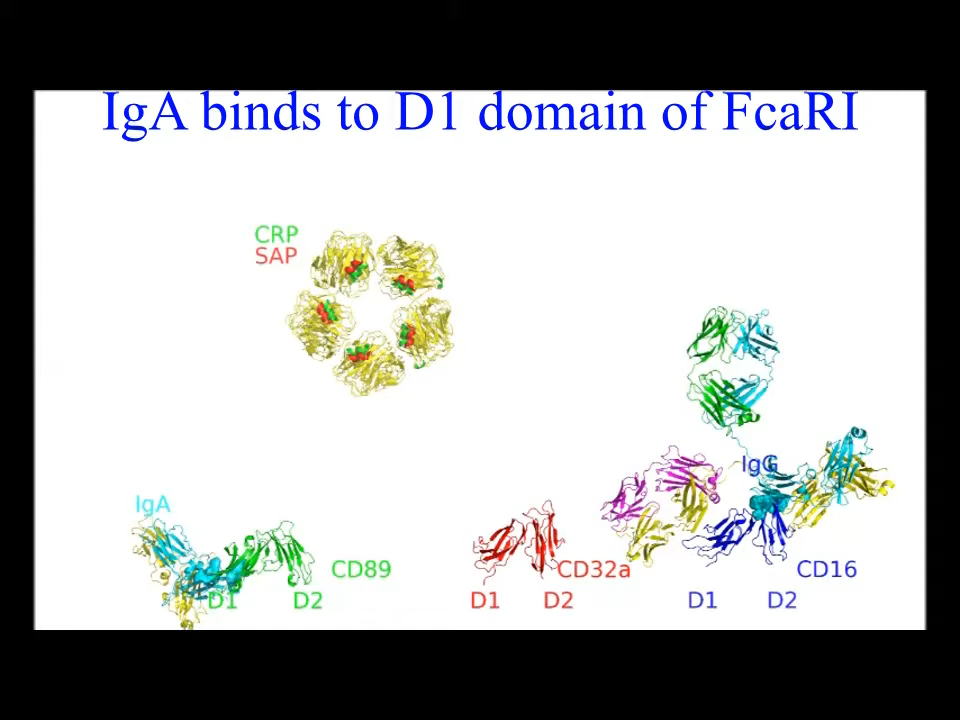 IgA binds to D1 domain of FcaRI
CRP
SAP
IgG
IgA
CD89
CD32a
CD16
D1
D2
D1
D2
D1
D2